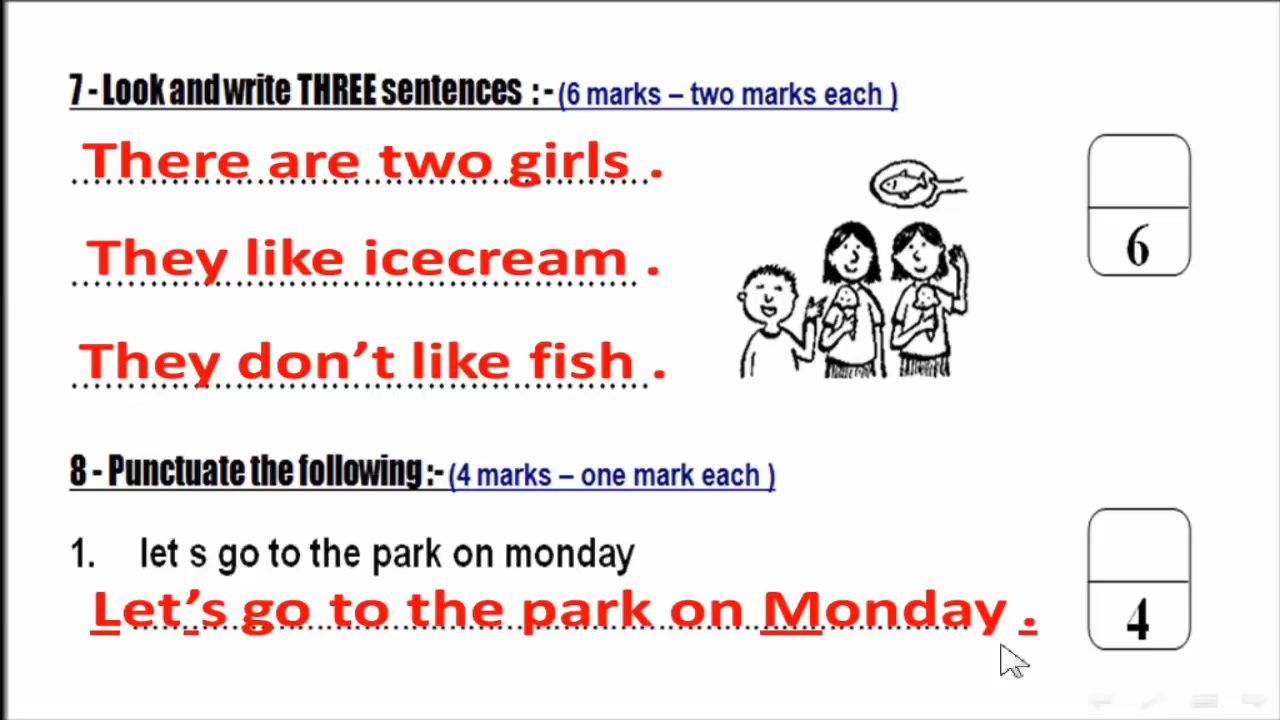 7 - Look and write THREE sentences : - (6 marks – two marks each )
There are two girls .
They like icecream .
They don’t like fish .
6
8 - Punctuate the following :- (4 marks – one mark each )
1. let s go to the park on monday
Let’s go to the park on Monday .
4